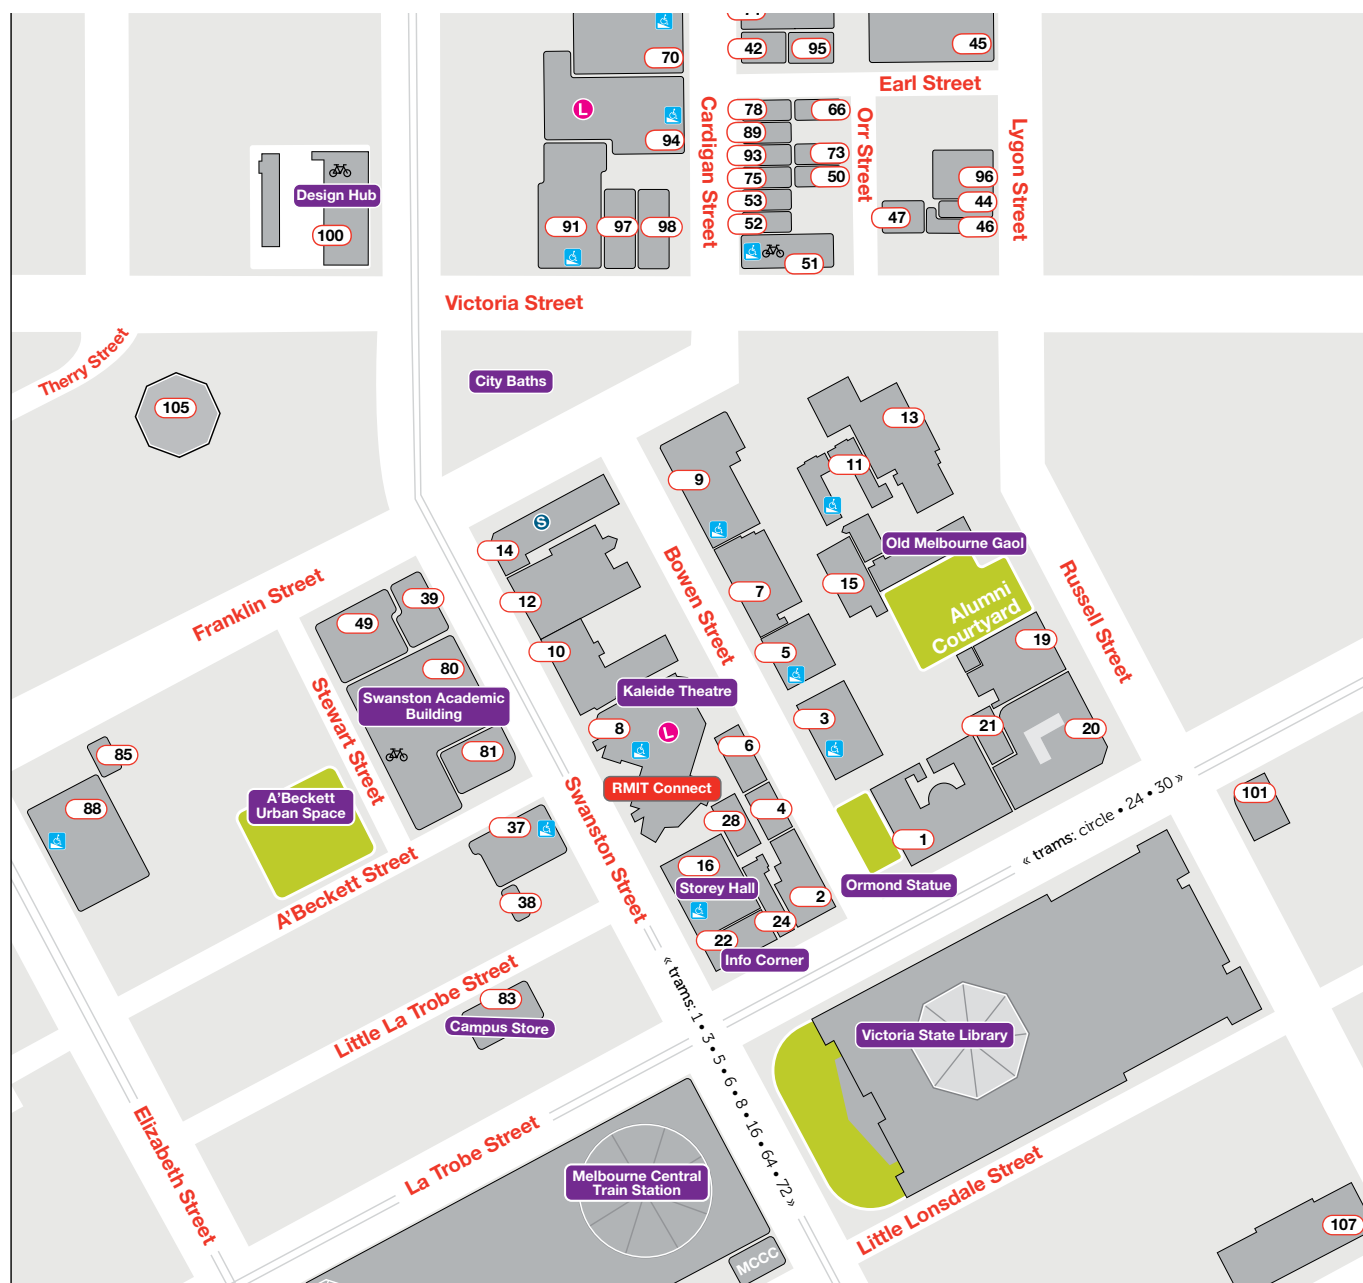 70
42
95
45
Earl Street
L
94
78
66
89
93
73
75
50
53
52
51
Cardigan Street
Orr Street
Lygon Street
96
44
47
46
Design Hub
100
91
97
98
Victoria Street
Therry Street
105
City Baths
13
11
9
S
14
Old Melbourne Gaol
Bowen Street
7
15
Alumni
Courtyard
Russell Street
Franklin Street
39
49
12
10
5
19
80
Swanston Academic
Building
Stewart Street
Kaleide Theatre
8
L
3
6
21
20
81
85
88
A'Beckett
Urban Space
RMIT Connect
Swanston Street
37
28
4
1
101
« trams: circle • 24 • 30 »
A'Beckett Street
16
Storey Hall
Ormond Statue
38
2
24
22
Info Corner
Little La Trobe Street
83
Campus Store
« trams: 1 • 3 • 5 • 6 • 8 • 16 • 64 • 72 »
Victoria State Library
Elizabeth Street
La Trobe Street
Melbourne Central
Train Station
Little Lonsdale Street
107
MCCC